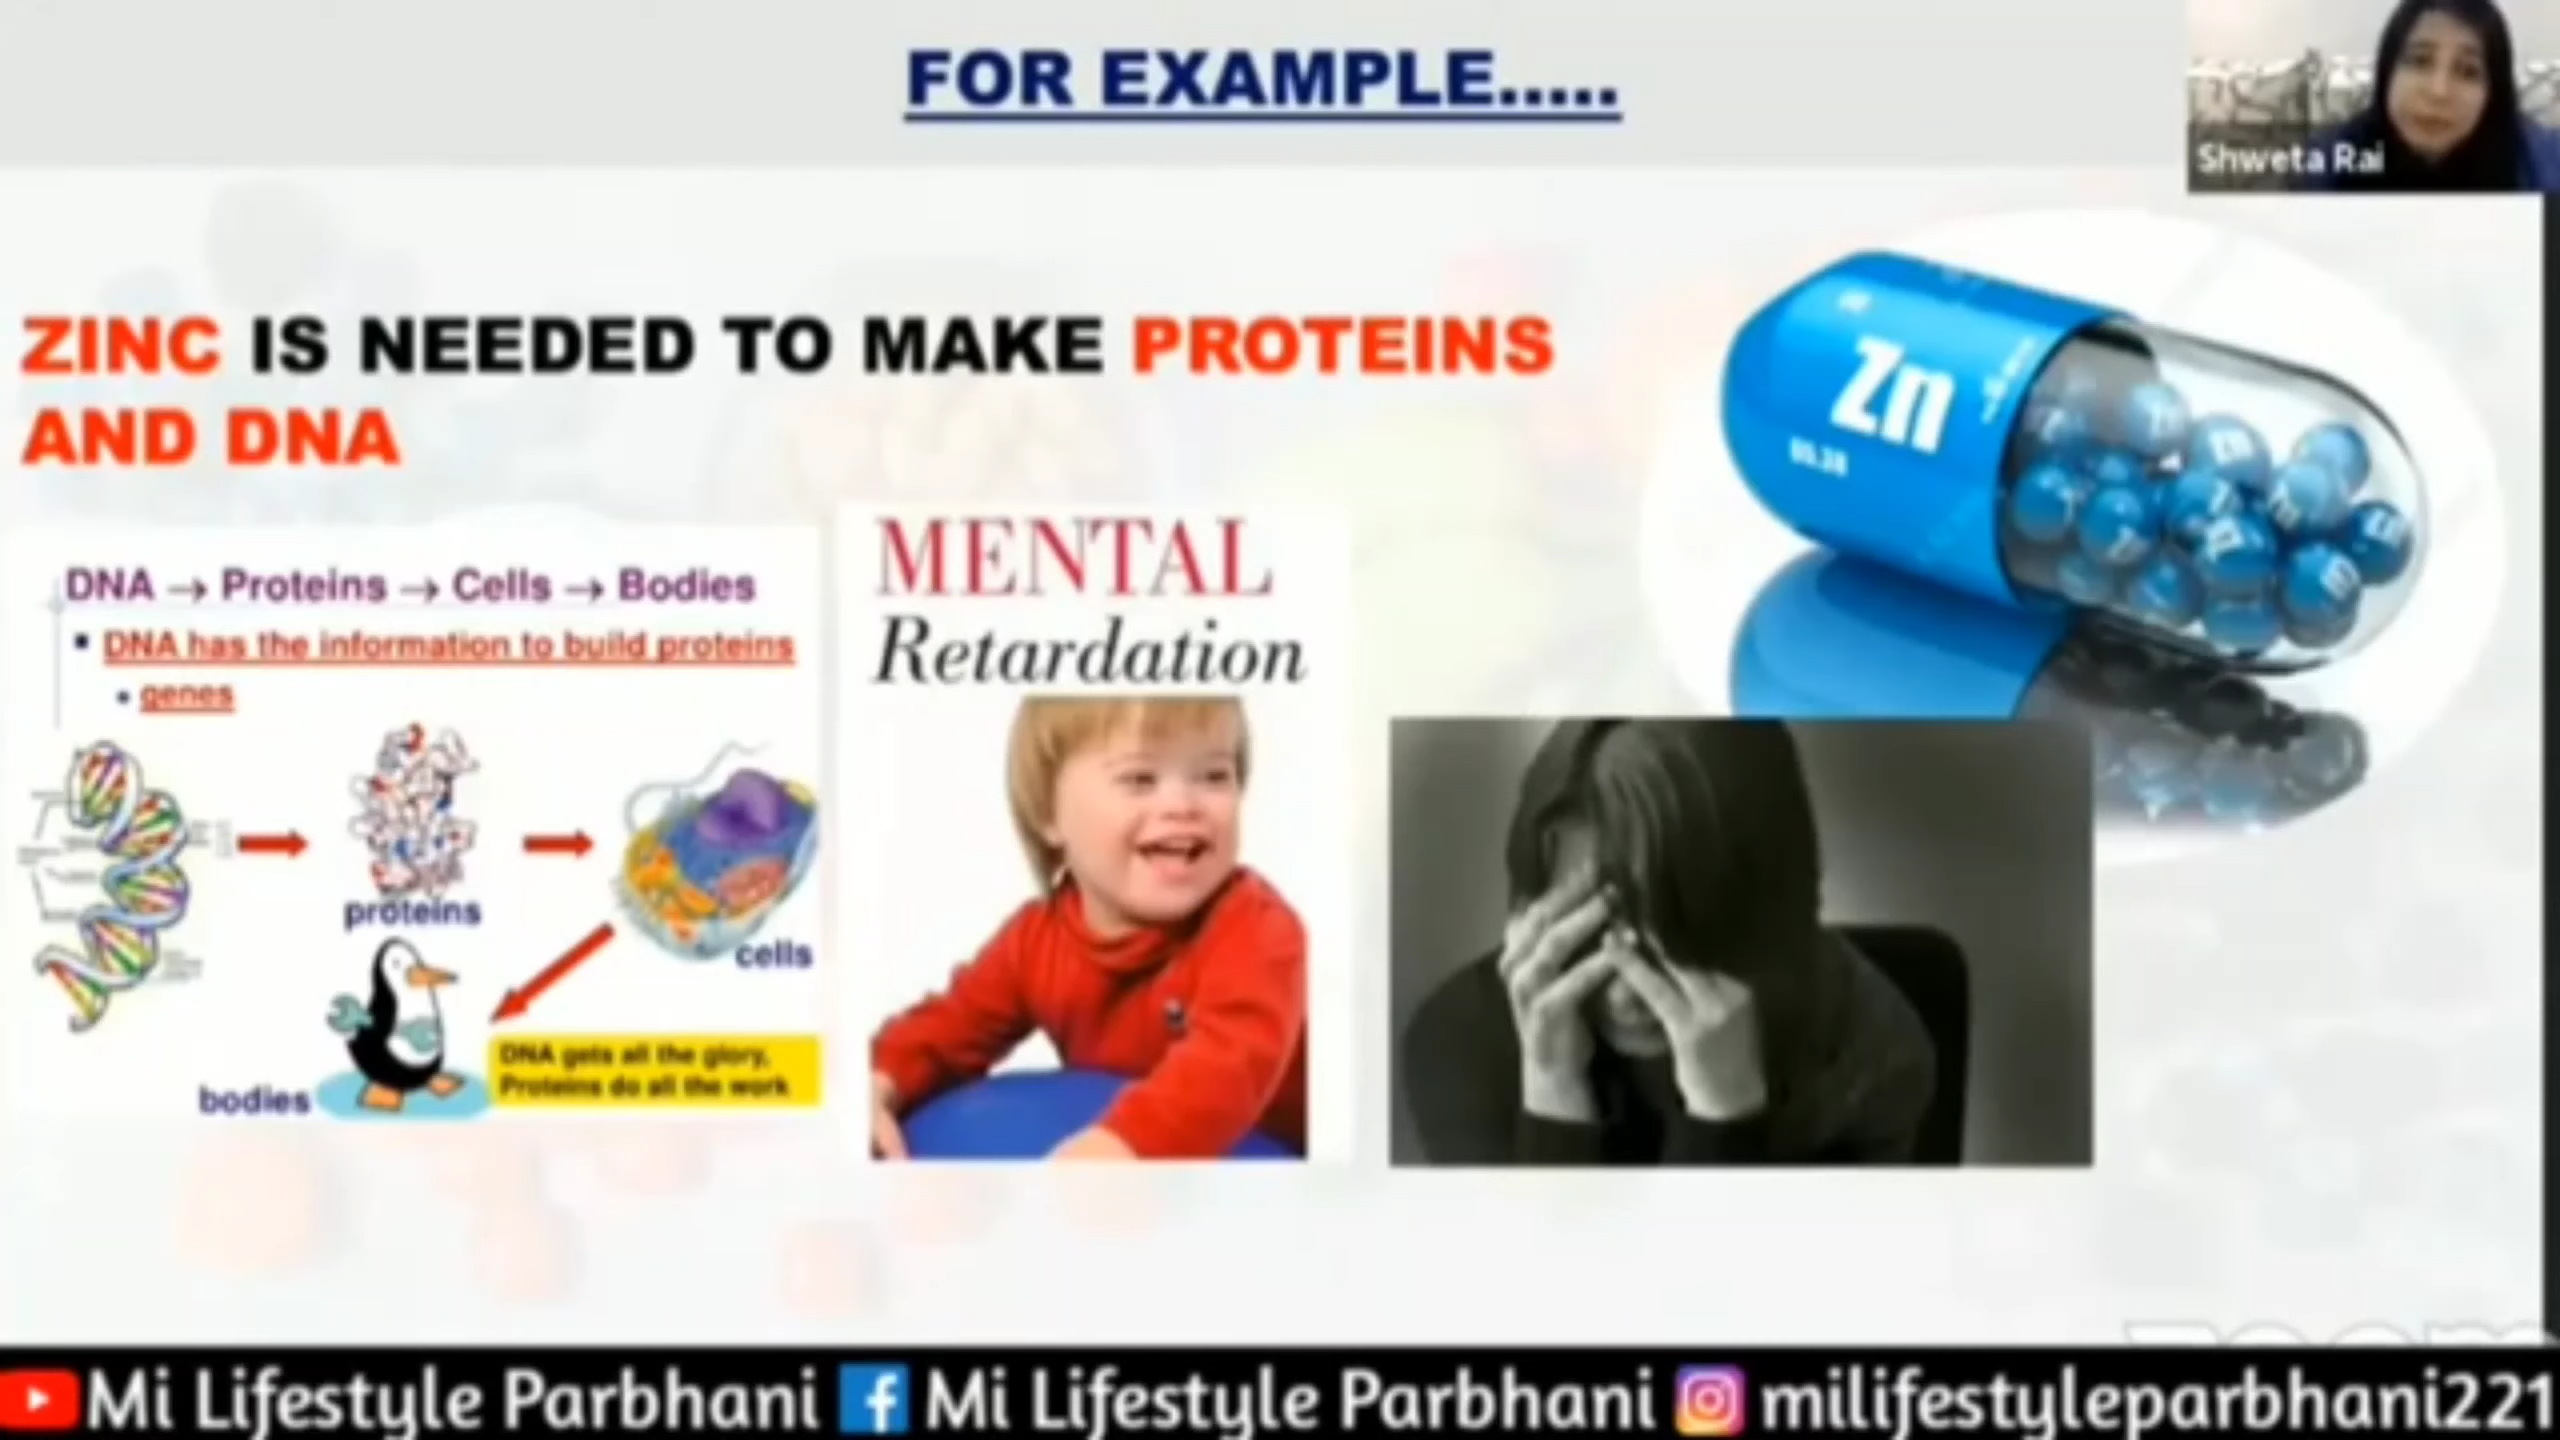 FOR EXAMPLE.....
Shweta Rai
ZINC IS NEEDED TO MAKE PROTEINS
AND DNA
Zn
DNA → Proteins → Cells → Bodies
▪ DNA has the information to build proteins
• genes
proteins
cells
bodies
DNA gets all the glory,
Proteins do all the work
MENTAL
Retardation
zoom
Mi Lifestyle Parbhani Mi Lifestyle Parbhani milifestyleparbhani221